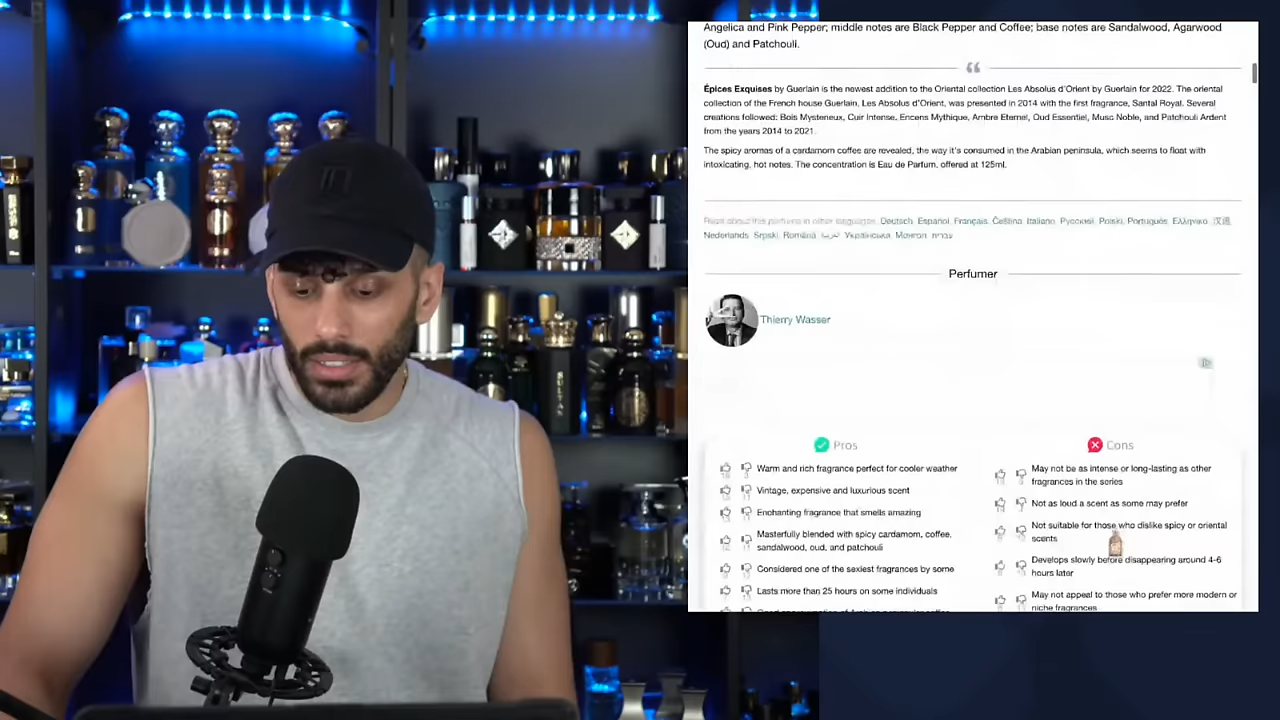 SULTAN
Angelica and Pink Pepper; middle notes are Black Pepper and Coffee; base notes are Sandalwood, Agarwood
(Oud) and Patchouli.
Épices Exquises by Guerlain is the newest addition to the Oriental collection Les Absolus d'Orient by Guerlain for 2022. The oriental
collection of the French house Guerlain, Les Absolus d'Orient, was presented in 2014 with the first fragrance, Santal Royal. Several
creations followed: Bois Mysterieux, Cuir Intense, Encens Mythique, Ambre Eternel, Oud Essentiel, Musc Noble, and Patchouli Ardent
from the years 2014 to 2021.
The spicy aromas of a cardamom coffee are revealed, the way it's consumed in the Arabian peninsula, which seems to float with
intoxicating, hot notes. The concentration is Eau de Parfum, offered at 125ml.
Read about this perfume in other languages: Deutsch, Español, Français, Čeština, Italiano, Русский, Polski, Português, Ελληνικά, 汉语
Nederlands, Srpski, Română, العربية, Українська, Монгол, עברית
Perfumer
Thierry Wasser
Pros
Warm and rich fragrance perfect for cooler weather
Vintage, expensive and luxurious scent
Enchanting fragrance that smells amazing
Masterfully blended with spicy cardamom, coffee,
sandalwood, oud, and patchouli
Considered one of the sexiest fragrances by some
Lasts more than 25 hours on some individuals
Cons
May not be as intense or long-lasting as other
fragrances in the series
Not as loud a scent as some may prefer
Not suitable for those who dislike spicy or oriental
scents
Develops slowly before disappearing around 4-6
hours later
May not appeal to those who prefer more modern or
niche fragrances